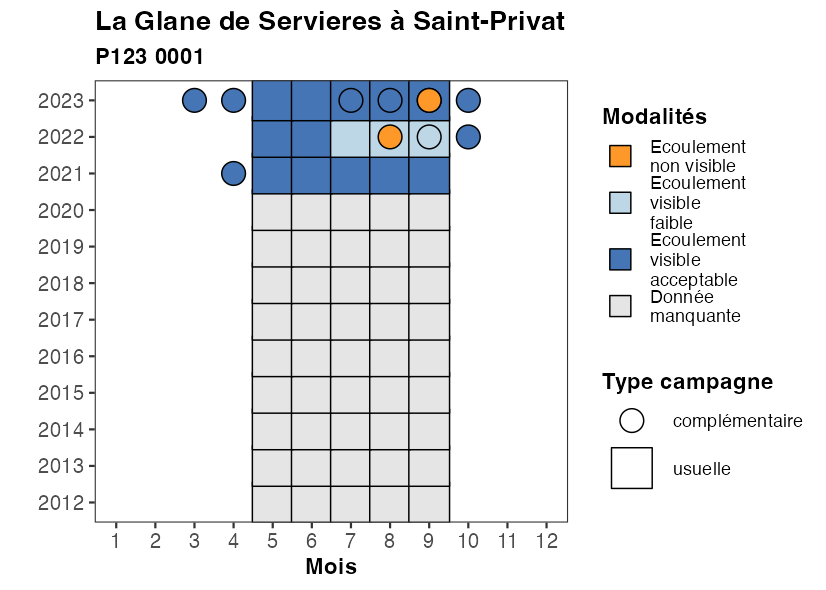 La Glane de Servieres à Saint-Privat
P123 0001
2023
2022
2021
2020
2019
2018
2017
2016
2015
2014
2013
2012
1 2 3 4 5 6 7 8 9 10 11 12
Mois
Modalités
Ecoulement
non visible
Ecoulement
visible
faible
Ecoulement
visible
acceptable
Donnée
manquante
Type campagne
complémentaire
usuelle